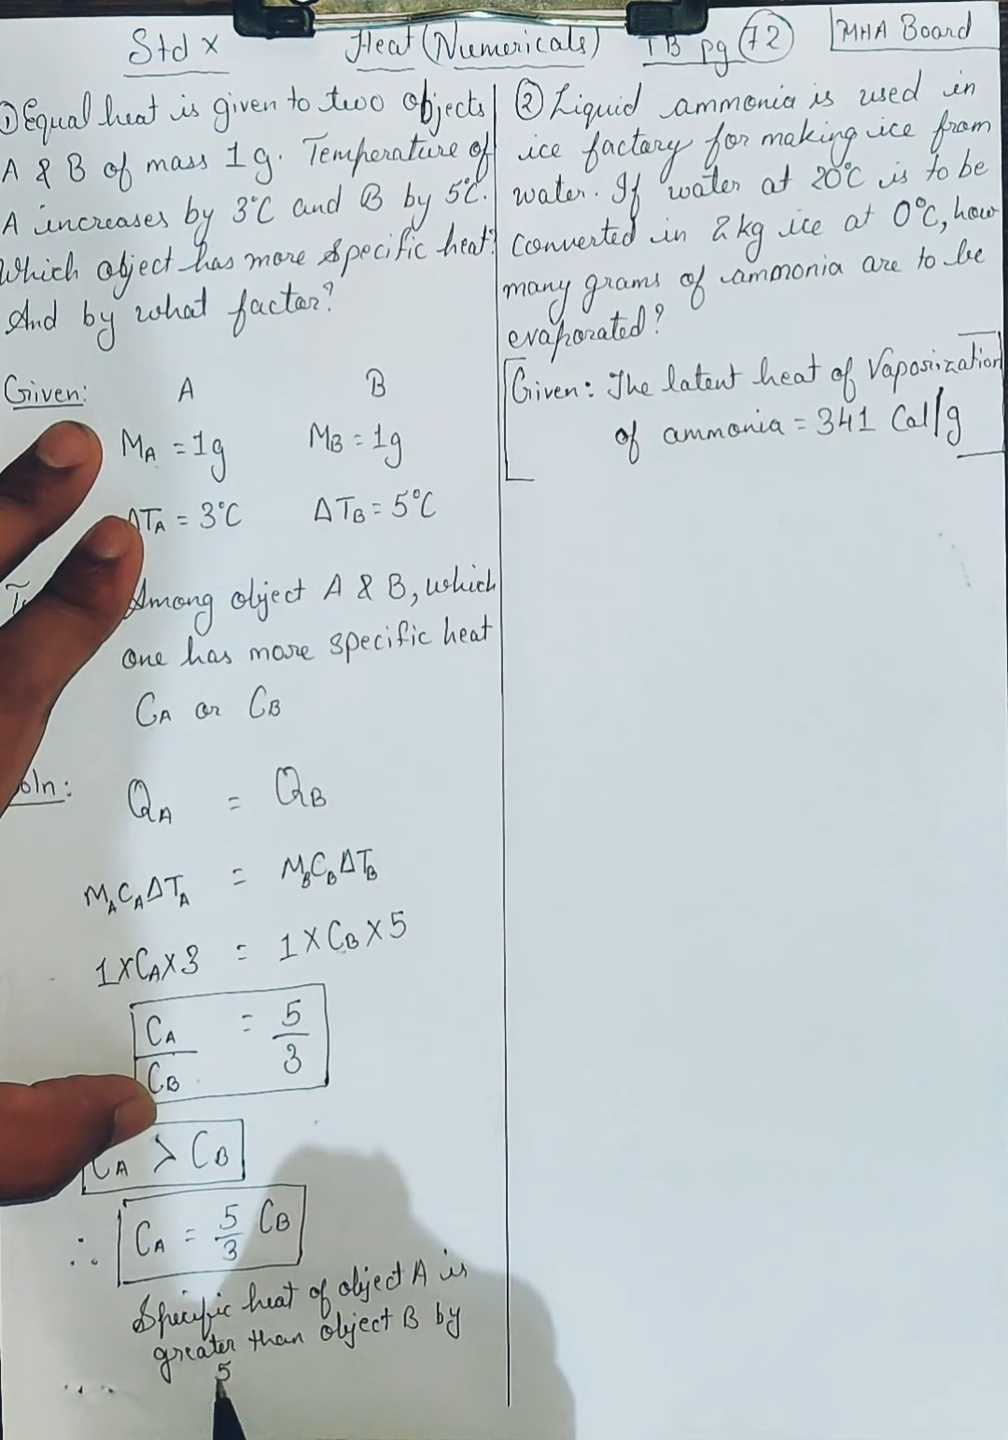 Std X Heat (Numericals) TB pg 72 MHA Board
① Equal heat is given to two objects
A & B of mass 1g. Temperature of
A increases by 3°C and B by 5°C.
Which object has more specific heat?
And by what factor?
Given: A B
MA = 1g MB = 1g
ΔTA = 3°C ΔTB = 5°C
Among object A & B, which
one has more specific heat
CA or CB
oln:
QA = QB
MACAΔTA = MBCBΔTB
1×CA×3 = 1×CB×5
CA/CB = 5/3
CA > CB
∴ CA = 5/3 CB
Specific heat of object A is
greater than object B by
5
② Liquid ammonia is used in
ice factory for making ice from
water. If water at 20°C is to be
converted in 2 kg ice at 0°C, how
many grams of ammonia are to be
evaporated?
Given: The latent heat of Vaporization
of ammonia = 341 Cal/g